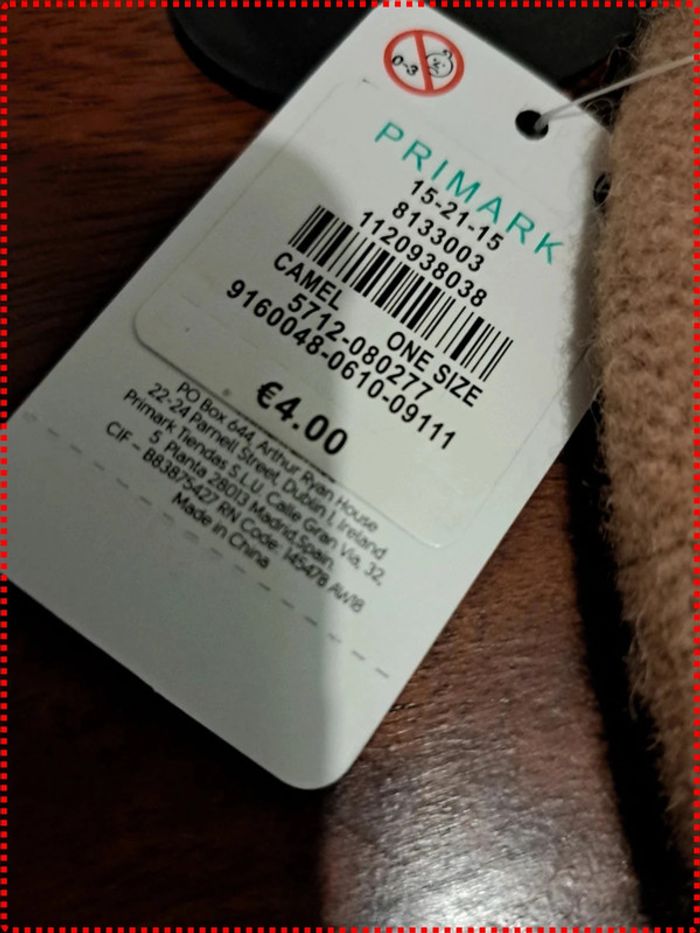 0-3
PRIMARK
15-21-15
8133003
1120938038
CAMEL ONE SIZE
5712-080277
9160048-0610-09111
€4.00
PO Box 644, Arthur Ryan House
22-24 Parnell Street, Dublin 1, Ireland
Primark Tiendas S.L.U. Calle Gran Via, 32,
5 Planta 28013 Madrid,Spain.
CIF - B83875427 RN Code: 145478 AW18
Made in China